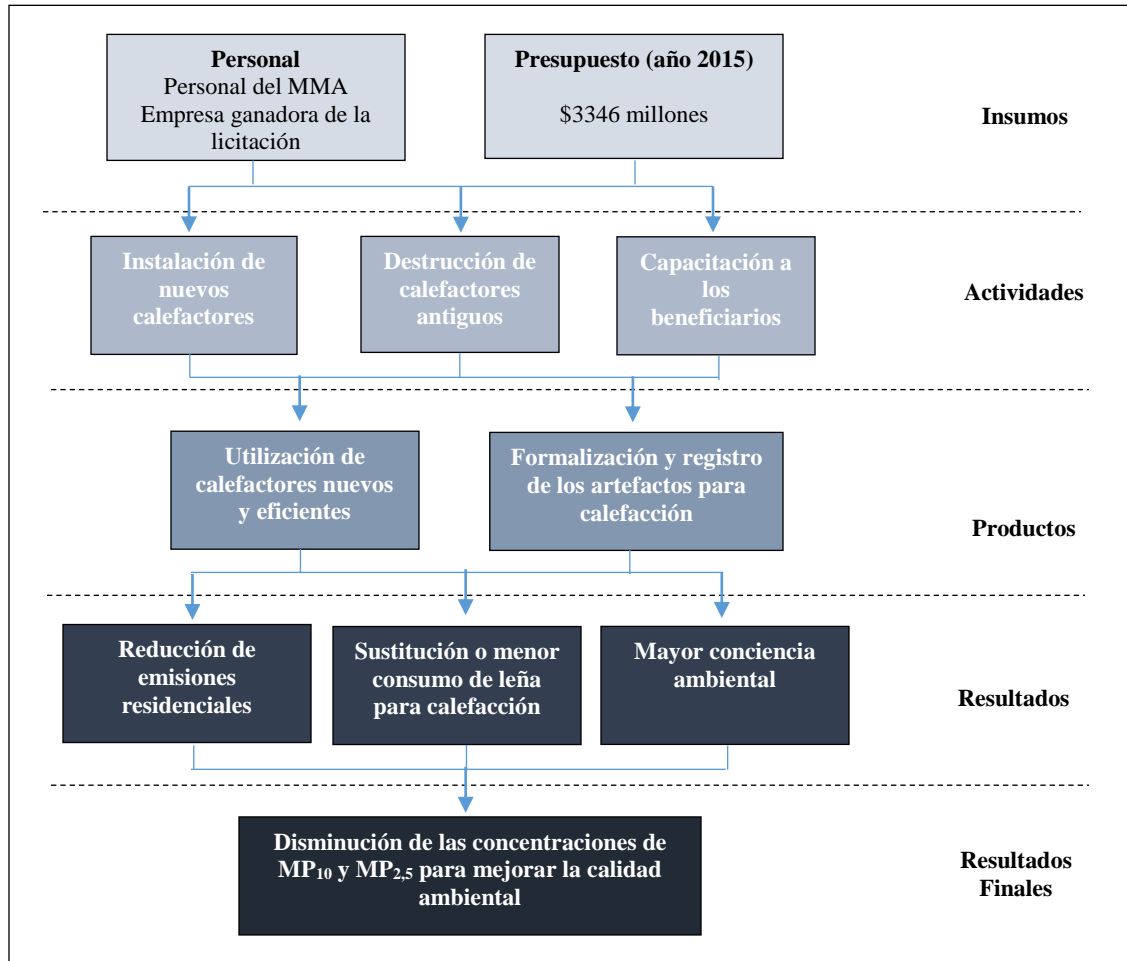 Personal
Personal del MMA
Empresa ganadora de la
licitación
Presupuesto (año 2015)
$3346 millones
Insumos
Instalación de
nuevos
calefactores
Destrucción de
calefactores
antiguos
Capacitación a
los
beneficiarios
Actividades
Utilización de
calefactores nuevos
y eficientes
Formalización y registro
de los artefactos para
calefacción
Productos
Reducción de
emisiones
residenciales
Sustitución o menor
consumo de leña
para calefacción
Mayor conciencia
ambiental
Resultados
Disminución de las concentraciones de
MP10 y MP2,5 para mejorar la calidad
ambiental
Resultados
Finales